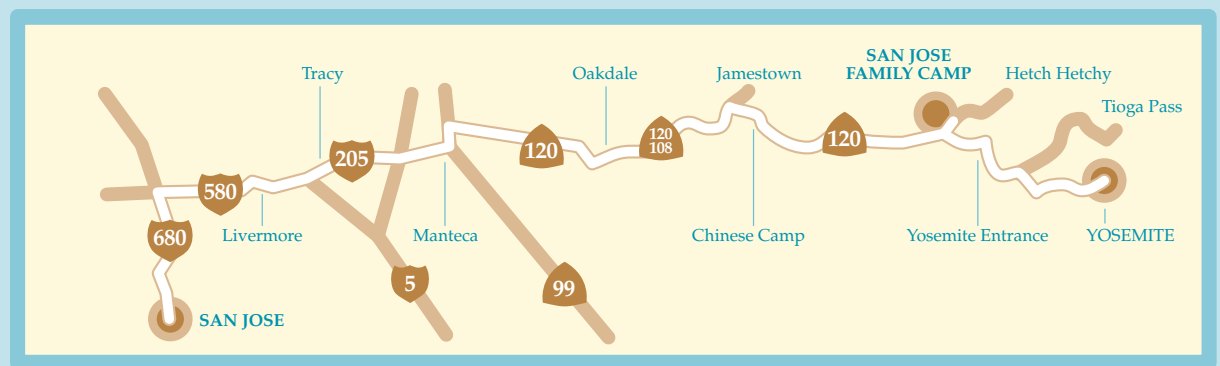 SAN JOSE
FAMILY CAMP
Tracy
Oakdale
Jamestown
Hetch Hetchy
Tioga Pass
120
108
120
120
205
580
680
Livermore
Manteca
Chinese Camp
Yosemite Entrance
YOSEMITE
5
99
SAN JOSE